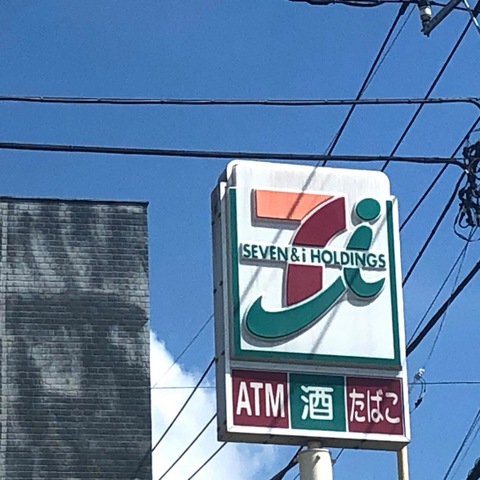 SEVEN & i HOLDINGS
ATM 酒 たばこ